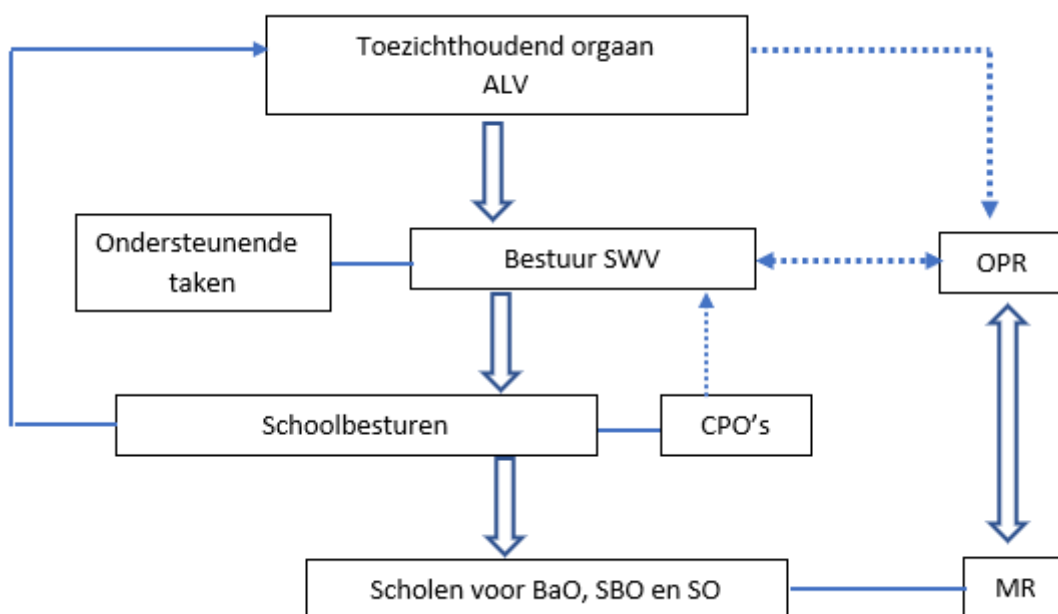 Toezichthoudend orgaan
ALV
Ondersteunende
taken
Bestuur SWV
OPR
Schoolbesturen
CPO's
Scholen voor BaO, SBO en SO
MR